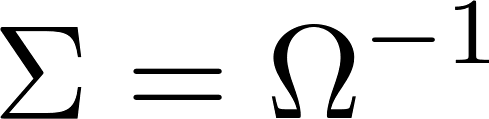 Σ = Ω⁻¹